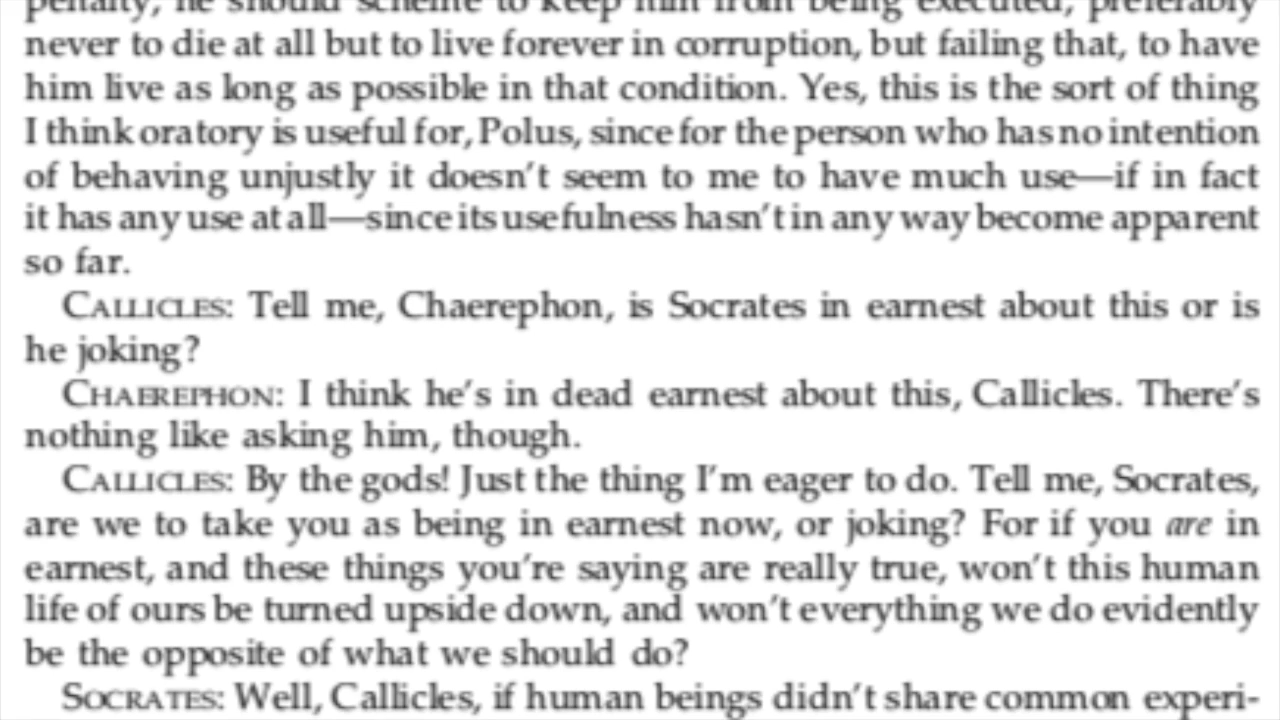 penalty, he should scheme to keep him from being executed, preferably
never to die at all but to live forever in corruption, but failing that, to have
him live as long as possible in that condition. Yes, this is the sort of thing
I think oratory is useful for, Polus, since for the person who has no intention
of behaving unjustly it doesn't seem to me to have much use—if in fact
it has any use at all—since its usefulness hasn't in any way become apparent
so far.
CALLICLES: Tell me, Chaerephon, is Socrates in earnest about this or is
he joking?
CHAEREPHON: I think he's in dead earnest about this, Callicles. There's
nothing like asking him, though.
CALLICLES: By the gods! Just the thing I'm eager to do. Tell me, Socrates,
are we to take you as being in earnest now, or joking? For if you are in
earnest, and these things you're saying are really true, won't this human
life of ours be turned upside down, and won't everything we do evidently
be the opposite of what we should do?
SOCRATES: Well, Callicles, if human beings didn't share common experi-